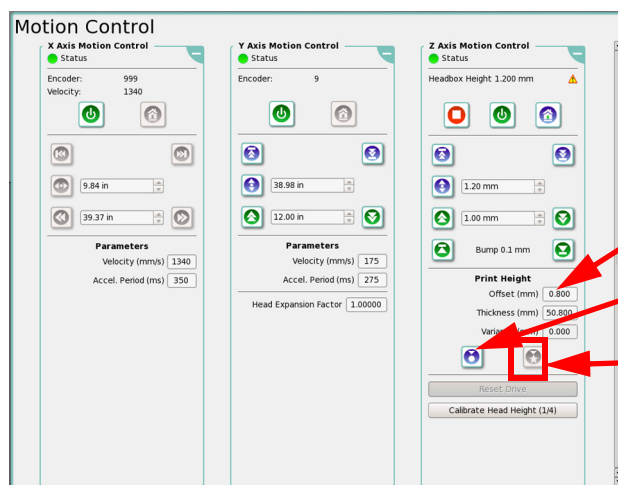 Motion Control
X Axis Motion Control
Status
Encoder: 999
Velocity: 1340
9.84 in
39.37 in
Parameters
Velocity (mm/s) 1340
Accel. Period (ms) 350
Y Axis Motion Control
Status
Encoder: 9
38.98 in
12.00 in
Parameters
Velocity (mm/s) 175
Accel. Period (ms) 275
Head Expansion Factor 1.00000
Z Axis Motion Control
Status
Headbox Height 1.200 mm
1.20 mm
1.00 mm
Bump 0.1 mm
Print Height
Offset (mm) 0.800
Thickness (mm) 50.800
0.000
Reset Drive
Calibrate Head Height (1/4)